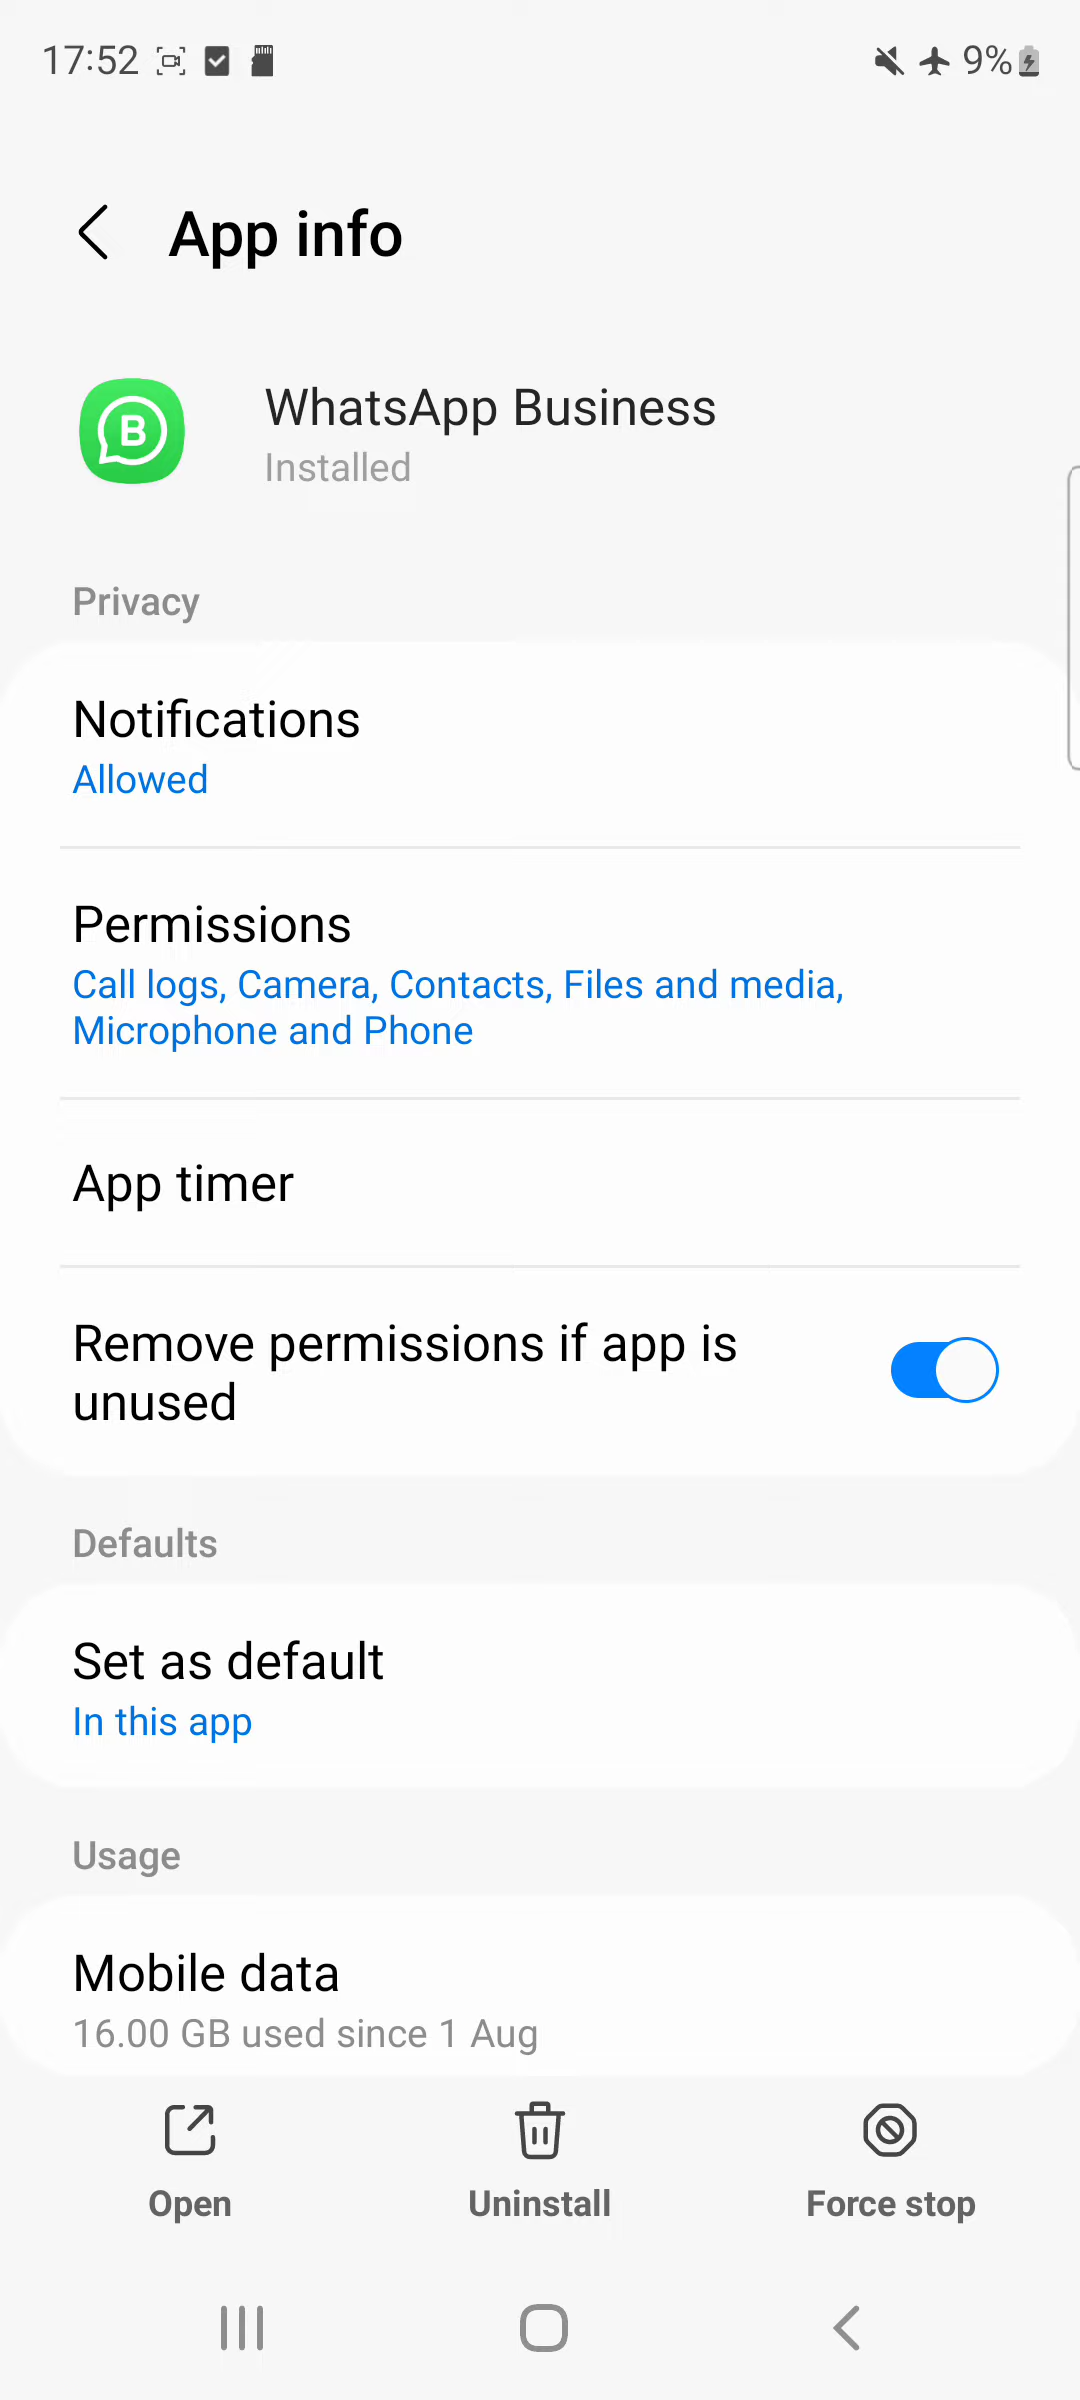 17:52
9%
App info
B
WhatsApp Business
Installed
Privacy
Notifications
Allowed
Permissions
Call logs, Camera, Contacts, Files and media,
Microphone and Phone
App timer
Remove permissions if app is
unused
Defaults
Set as default
In this app
Usage
Mobile data
16.00 GB used since 1 Aug
Open
Uninstall
Force stop